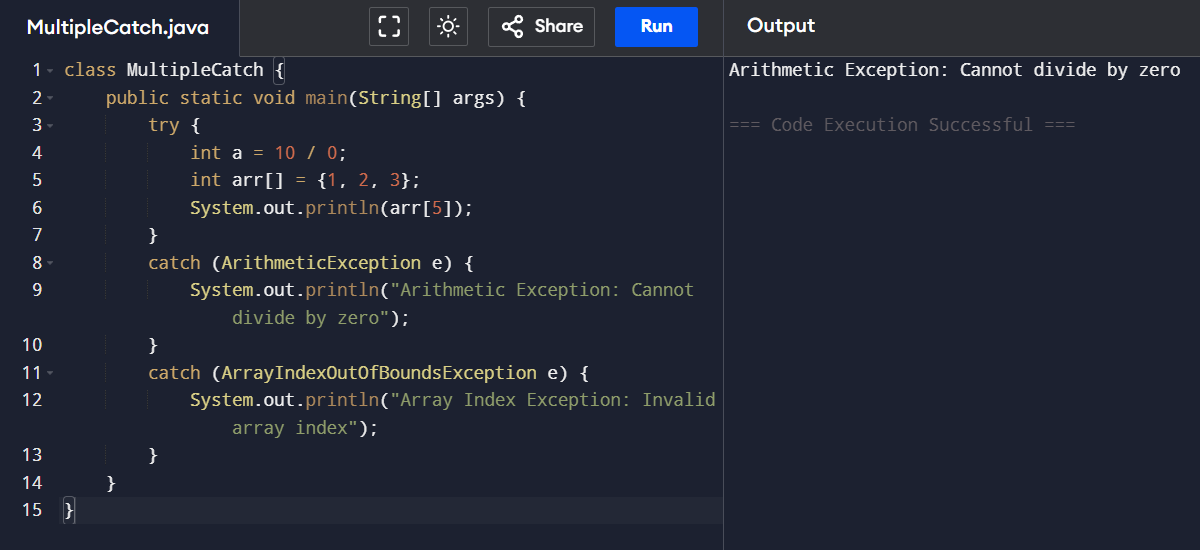 MultipleCatch.java
Share
Run
Output
1 class MultipleCatch {
2     public static void main(String[] args) {
3         try {
4             int a = 10 / 0;
5             int arr[] = {1, 2, 3};
6             System.out.println(arr[5]);
7         }
8         catch (ArithmeticException e) {
9             System.out.println("Arithmetic Exception: Cannot
                divide by zero");
10         }
11         catch (ArrayIndexOutOfBoundsException e) {
12             System.out.println("Array Index Exception: Invalid
                array index");
13         }
14     }
15 }
Arithmetic Exception: Cannot divide by zero
=== Code Execution Successful ===